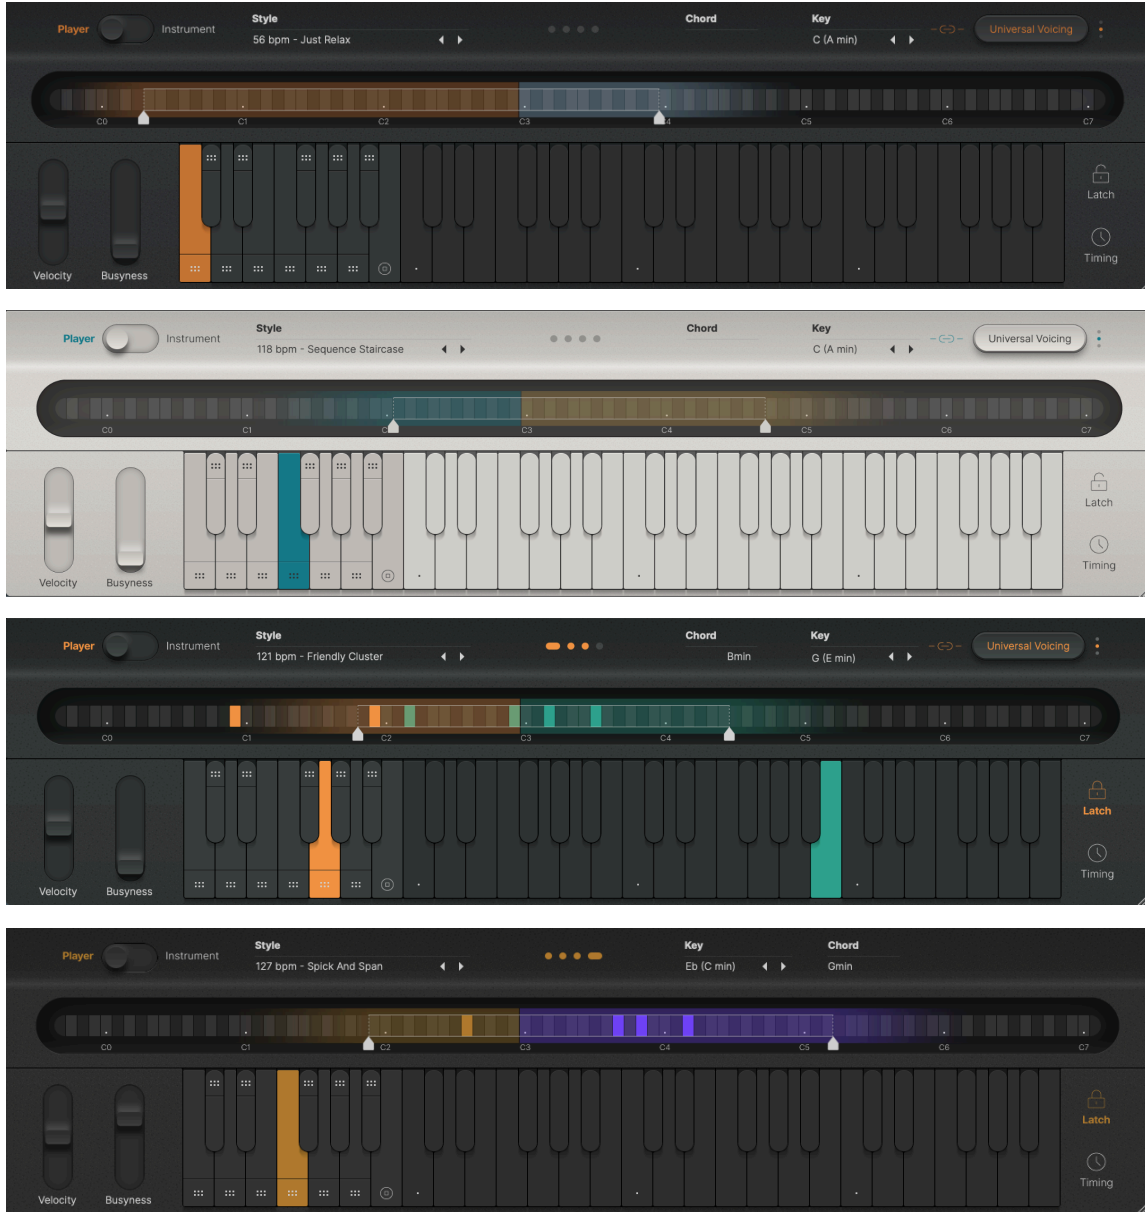 Style Chord Key
Player Instrument 56 bpm - Just Relax C (A min) Universal Voicing
C0 C1 C2 C3 C4 C5 C6 C7
Latch
Timing
Velocity Busyness
Style Chord Key
Player Instrument 118 bpm - Sequence Staircase C (A min) Universal Voicing
C0 C1 C3 C4 C5 C6 C7
Latch
Timing
Velocity Busyness
Style Chord Key
Player Instrument 121 bpm - Friendly Cluster Bmin G (E min) Universal Voicing
C0 C1 C2 C3 C4 C5 C6 C7
Latch
Timing
Velocity Busyness
Style Key Chord
Player Instrument 127 bpm - Spick And Span Eb (C min) Gmin
C0 C1 C2 C3 C4 C5 C6 C7
Latch
Timing
Velocity Busyness